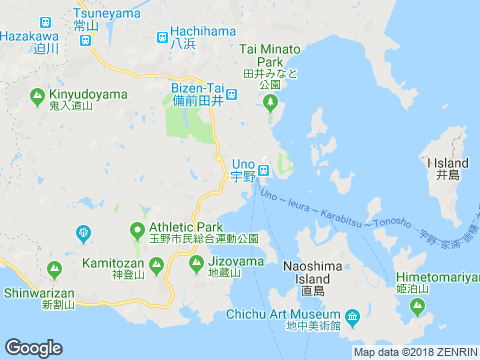 Tsuneyama
常山
Hazakawa
迫川
Hachihama
八浜
Tai Minato
Park
田井みなと
公園
Bizen-Tai
備前田井
Kinyudoyama
鬼入道山
Uno
宇野
I Island
井島
Uno ~ Ieura ~ Karabitsu ~ Tonosho
宇野~家浦~唐櫃~
Athletic Park
玉野市民総合運動公園
Kamitozan
神登山
Jizoyama
地蔵山
Shinwarizan
新割山
Naoshima
Island
直島
Himetomariyama
姫泊山
Chichu Art Museum
地中美術館
Google
Map data ©2018 ZENRIN